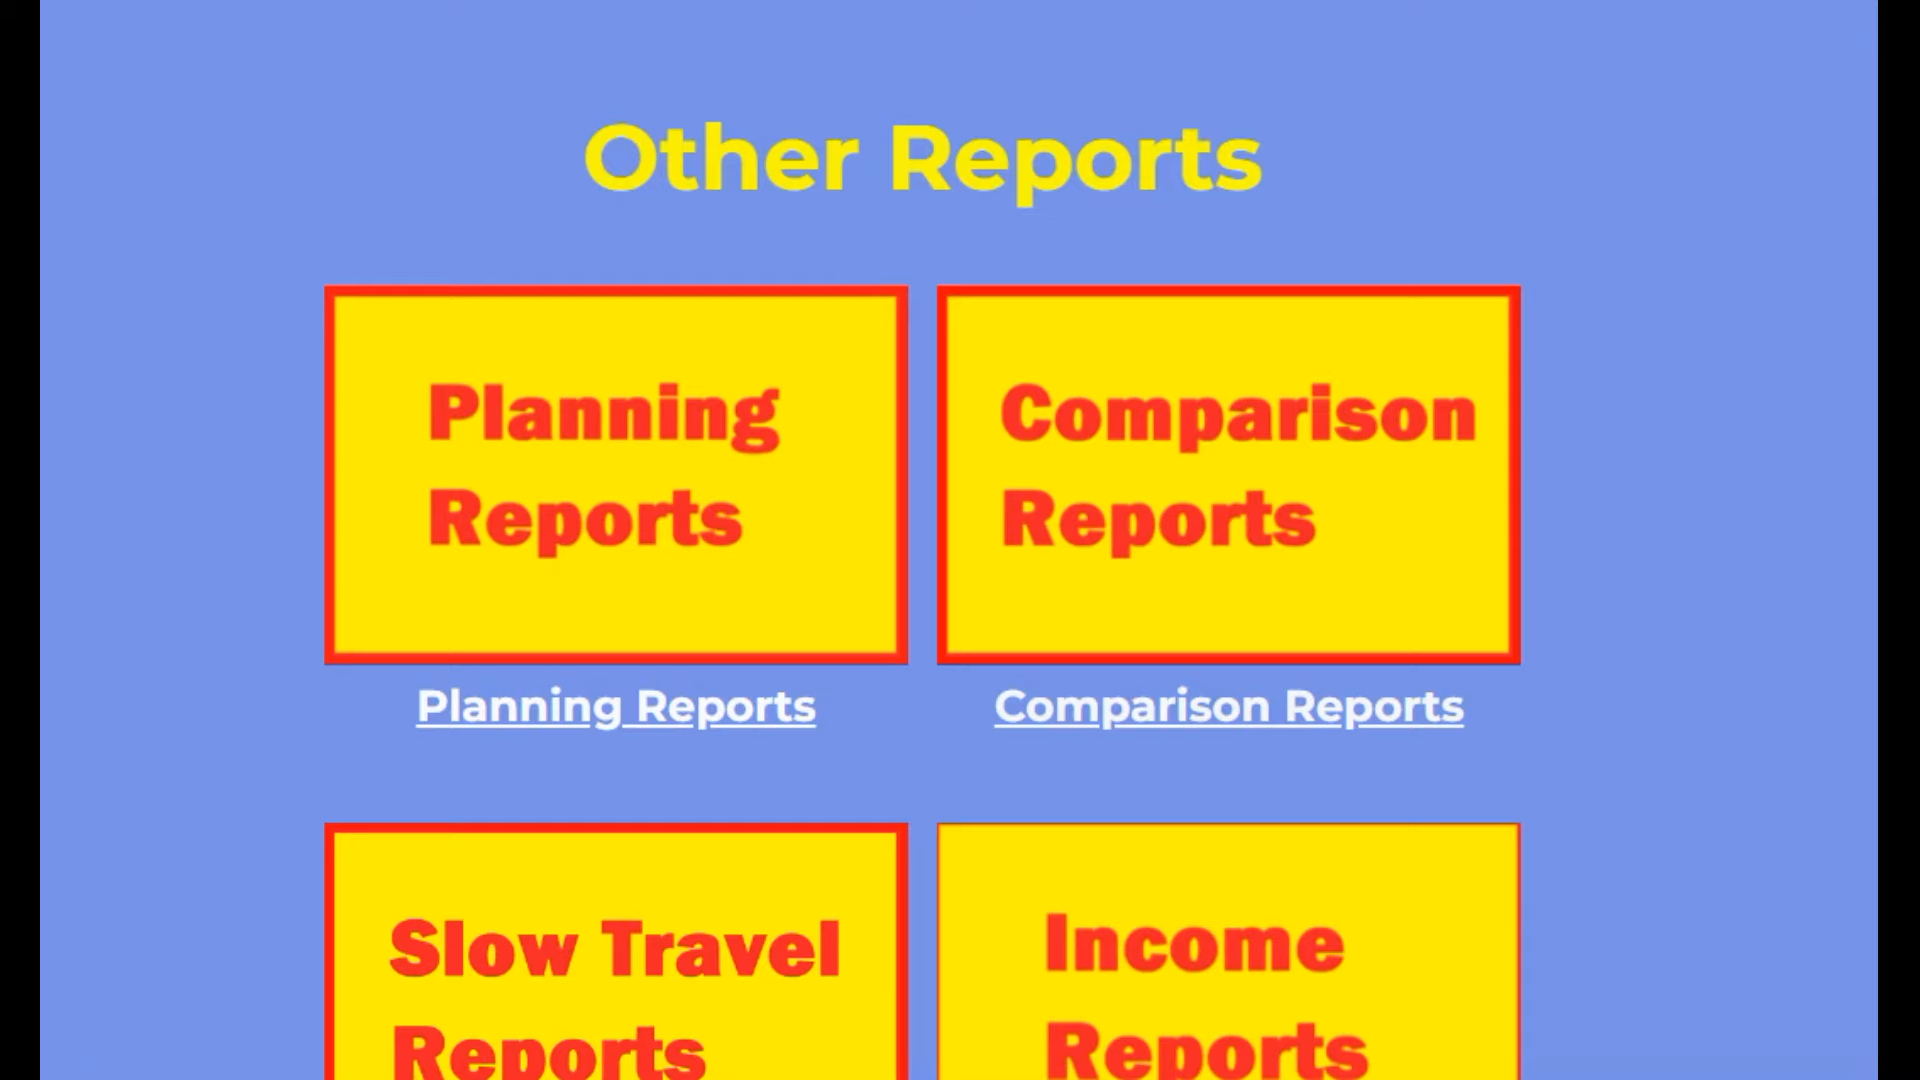 Other Reports
Planning
Reports
Comparison
Reports
Planning Reports
Comparison Reports
Slow Travel
Reports
Income
Reports